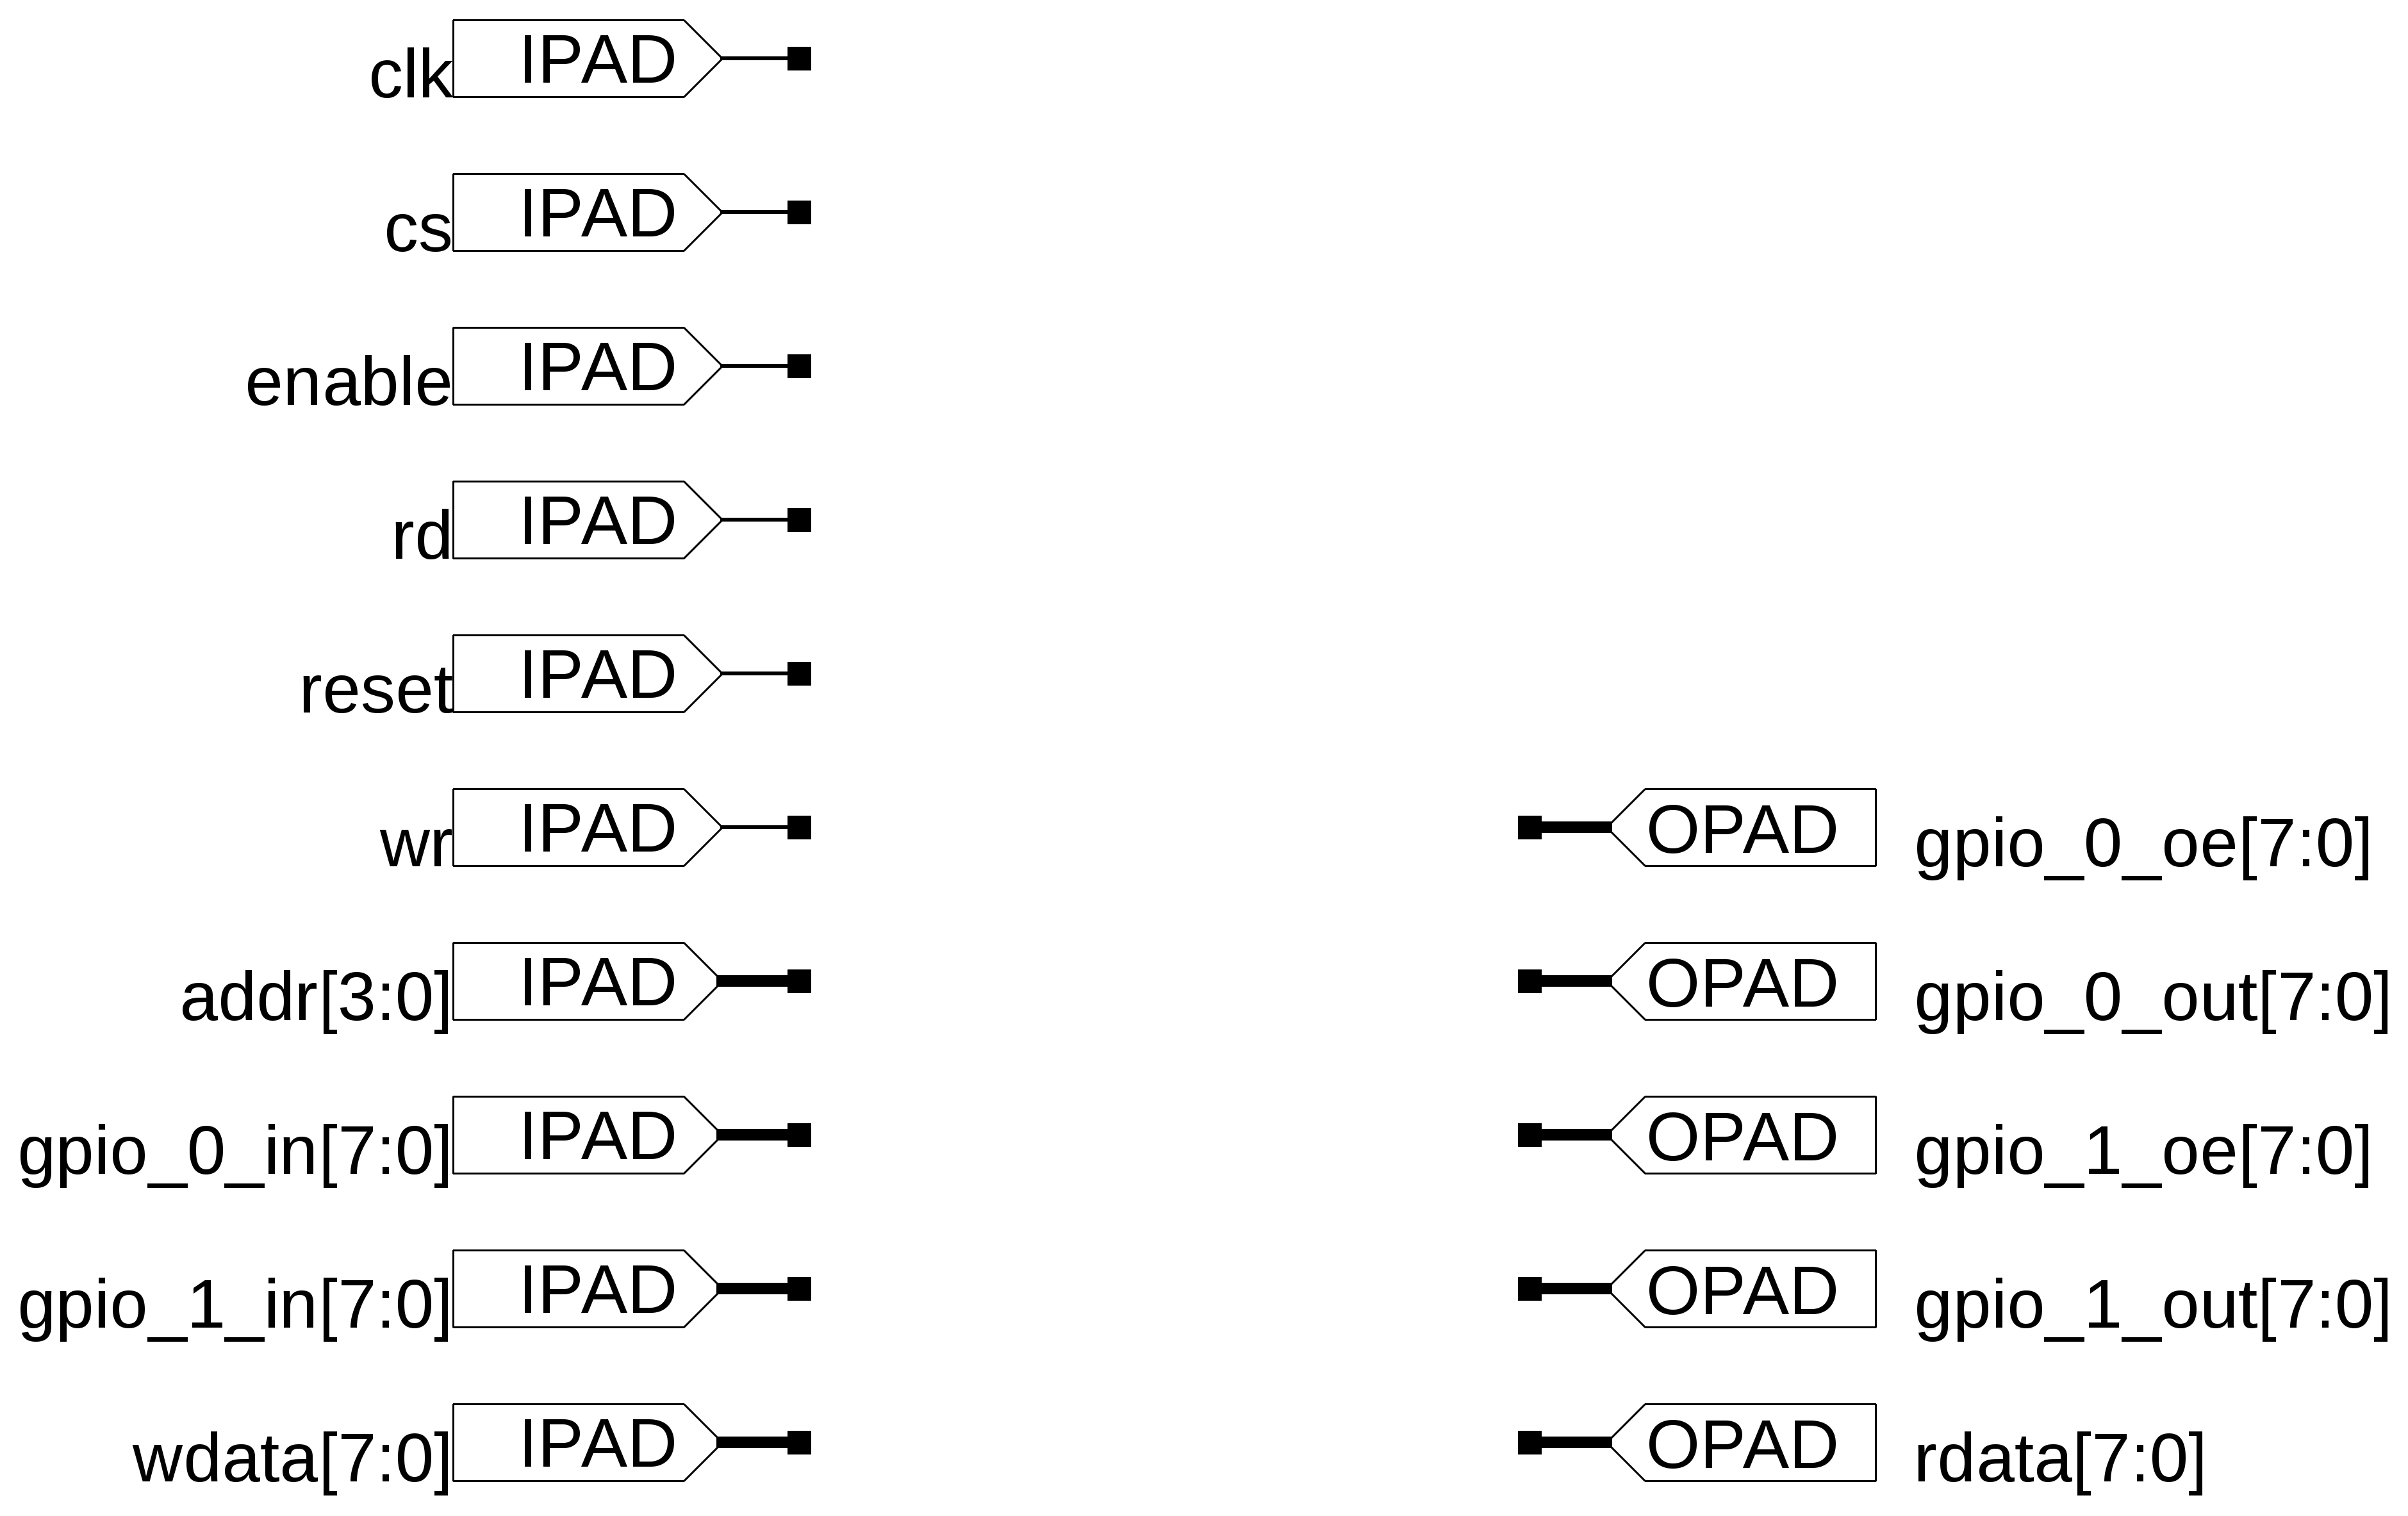 clk IPAD
cs IPAD
enable IPAD
rd IPAD
reset IPAD
wr IPAD OPAD gpio_0_oe[7:0]
addr[3:0] IPAD OPAD gpio_0_out[7:0]
gpio_0_in[7:0] IPAD OPAD gpio_1_oe[7:0]
gpio_1_in[7:0] IPAD OPAD gpio_1_out[7:0]
wdata[7:0] IPAD OPAD rdata[7:0]